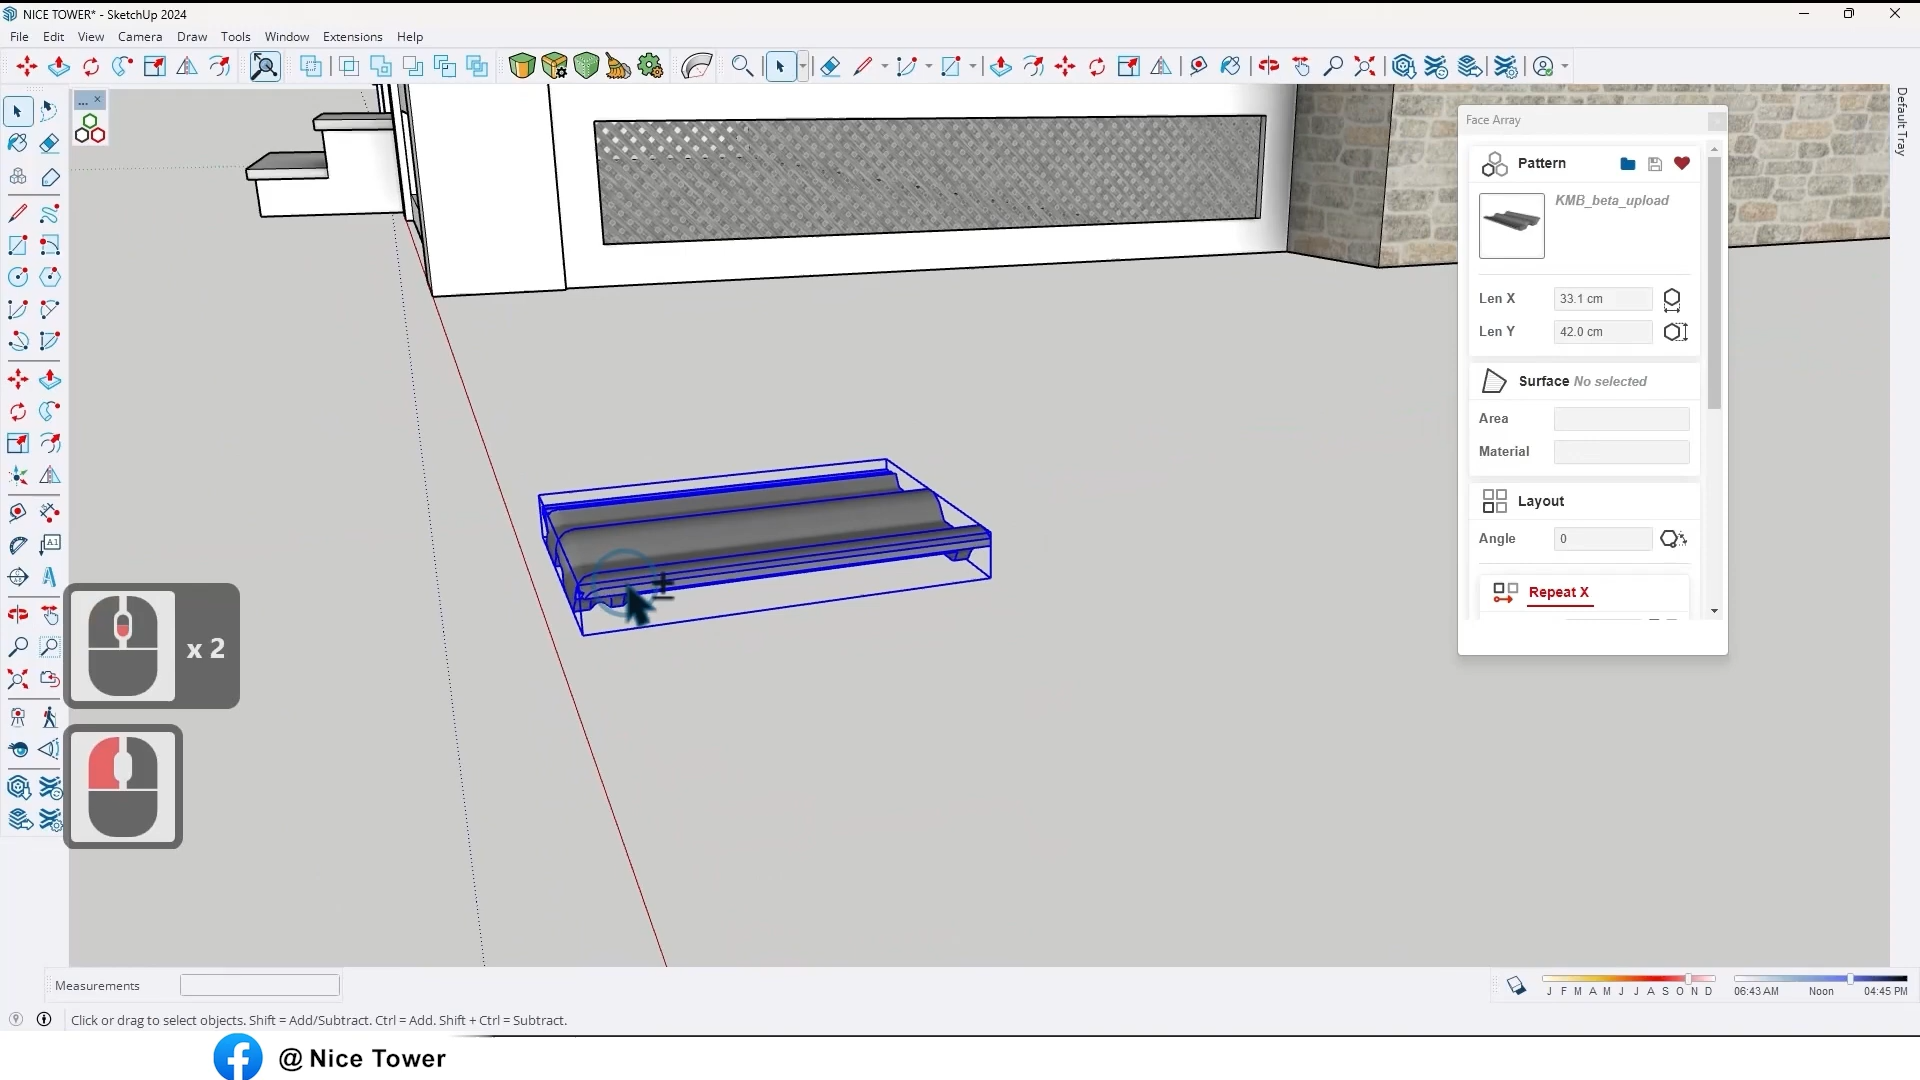 NICE TOWER* - SketchUp 2024
File Edit View Camera Draw Tools Window Extensions Help
...
Default Tray
Face Array
Pattern
KMB_beta_upload
Len X 33.1 cm
Len Y 42.0 cm
Surface No selected
Area
Material
Layout
Angle 0
Repeat X
A1
x 2
Measurements
J F M A M J J A S O N D
06:43 AM Noon 04:45 PM
Click or drag to select objects. Shift = Add/Subtract. Ctrl = Add. Shift + Ctrl = Subtract.
@ Nice Tower